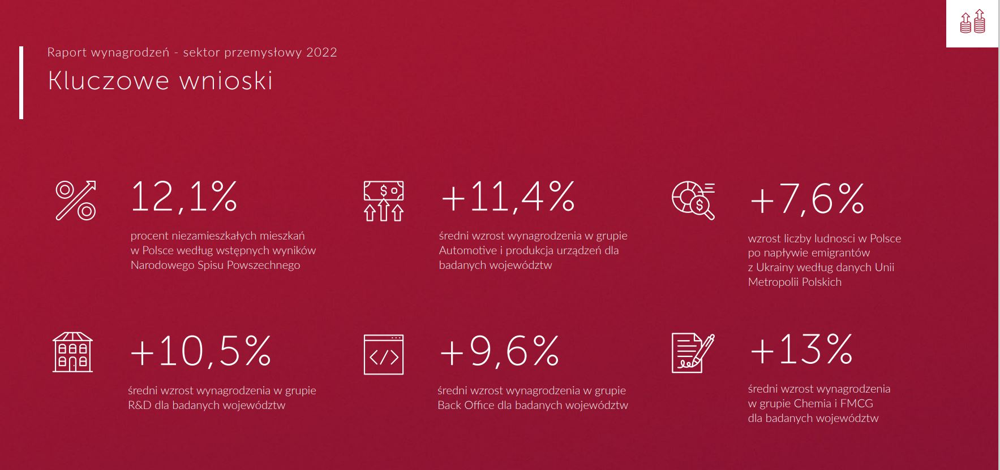 Raport wynagrodzeń - sektor przemysłowy 2022
Kluczowe wnioski
12,1%
procent niezamieszkałych mieszkań
w Polsce według wstępnych wyników
Narodowego Spisu Powszechnego
+11,4%
średni wzrost wynagrodzenia w grupie
Automotive i produkcja urządzeń dla
badanych województw
+7,6%
wzrost liczby ludnosci w Polsce
po napływie emigrantów
z Ukrainy według danych Unii
Metropolii Polskich
+10,5%
średni wzrost wynagrodzenia w grupie
R&D dla badanych województw
+9,6%
średni wzrost wynagrodzenia w grupie
Back Office dla badanych województw
+13%
średni wzrost wynagrodzenia
w grupie Chemia i FMCG
dla badanych województw